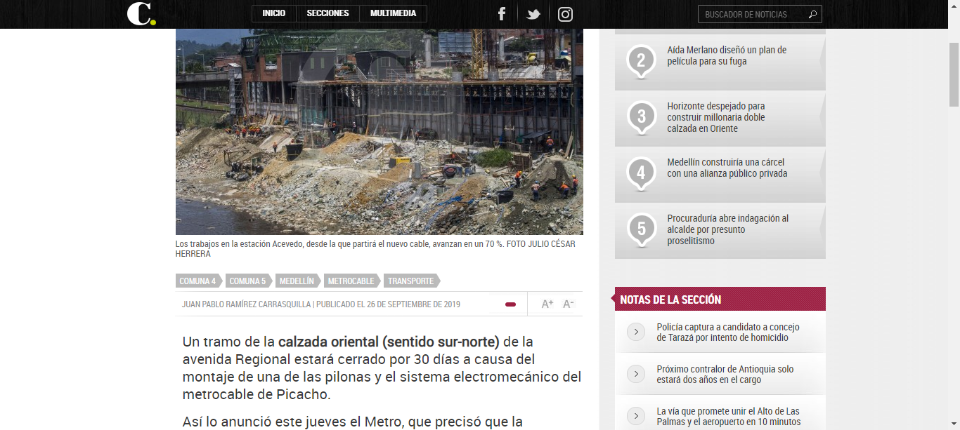 C.
INICIO
SECCIONES
MULTIMEDIA
BUSCADOR DE NOTICIAS
Los trabajos en la estación Acevedo, desde la que partirá el nuevo cable, avanzan en un 70 %. FOTO JULIO CÉSAR
HERRERA
COMUNA 4
COMUNA 5
MEDELLÍN
METROCABLE
TRANSPORTE
JUAN PABLO RAMÍREZ CARRASQUILLA | PUBLICADO EL 26 DE SEPTIEMBRE DE 2019
A+ A-
Un tramo de la calzada oriental (sentido sur-norte) de la
avenida Regional estará cerrado por 30 días a causa del
montaje de una de las pilonas y el sistema electromecánico del
metrocable de Picacho.
Así lo anunció este jueves el Metro, que precisó que la
2
Aída Merlano diseñó un plan de
película para su fuga
3
Horizonte despejado para
construir millonaria doble
calzada en Oriente
4
Medellín construiría una cárcel
con una alianza público privada
5
Procuraduría abre indagación al
alcalde por presunto
proselitismo
NOTAS DE LA SECCIÓN
Policía captura a candidato a concejo
de Tarazá por intento de homicidio
Próximo contralor de Antioquia solo
estará dos años en el cargo
La vía que promete unir el Alto de Las
Palmas y el aeropuerto en 10 minutos